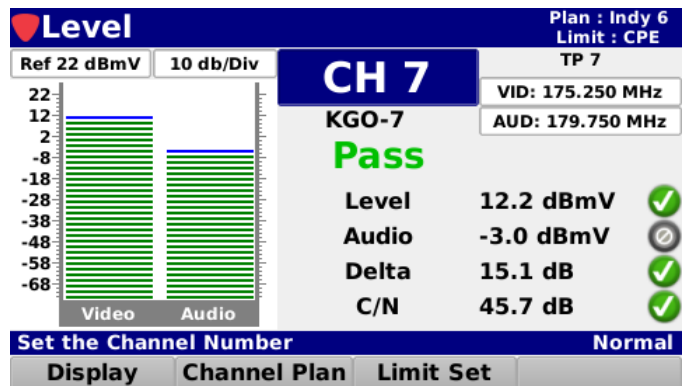 Level
Plan : Indy 6
Limit : CPE
Ref 22 dBmV
10 db/Div
CH 7
TP 7
VID: 175.250 MHz
KGO-7
AUD: 179.750 MHz
Pass
22
12
2
-8
-18
-28
-38
-48
-58
-68
Video Audio
Level 12.2 dBmV
Audio -3.0 dBmV
Delta 15.1 dB
C/N 45.7 dB
Set the Channel Number Normal
Display Channel Plan Limit Set